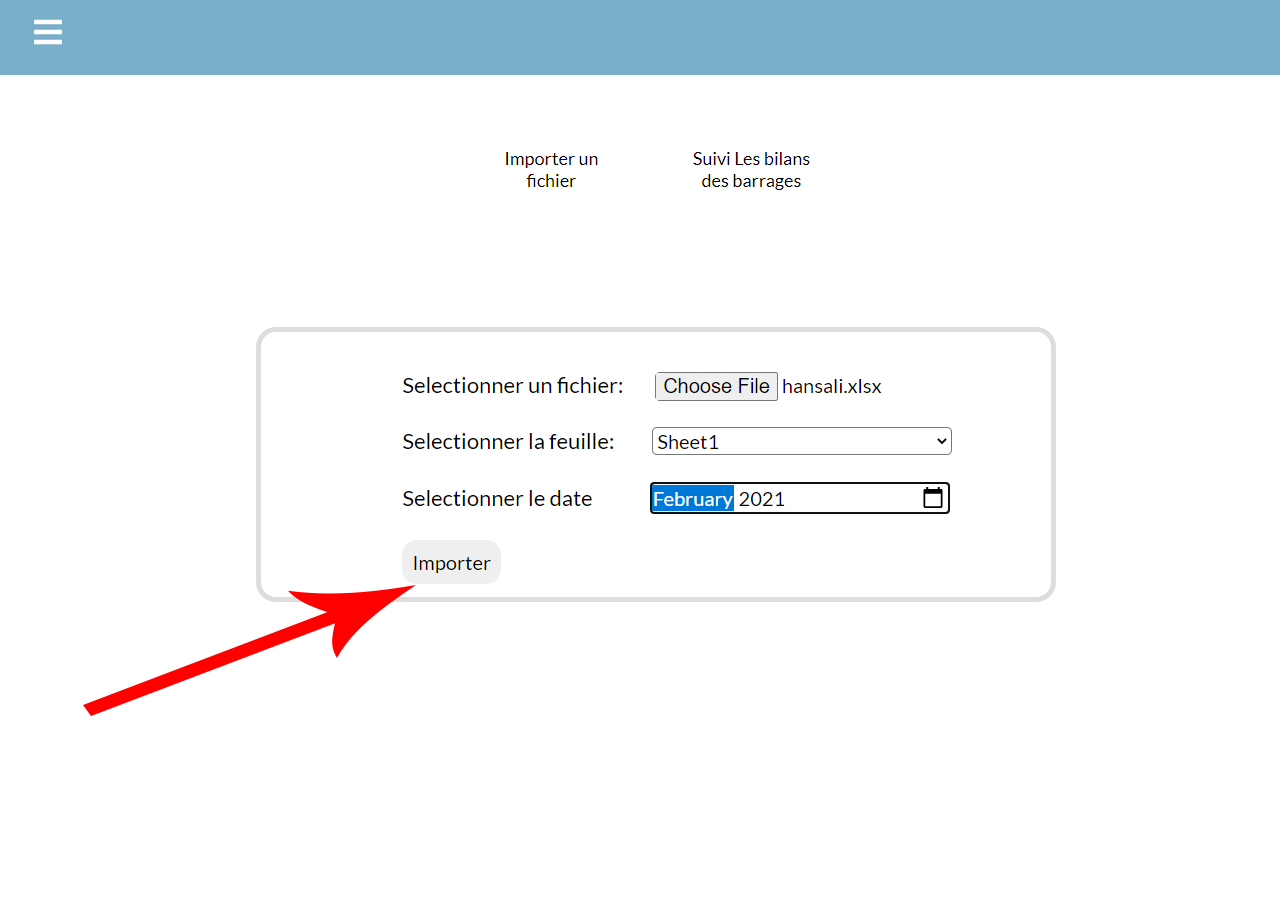 Importer un
fichier
Suivi Les bilans
des barrages
Selectionner un fichier: Choose File hansali.xlsx
Selectionner la feuille: Sheet1
Selectionner le date February 2021
Importer